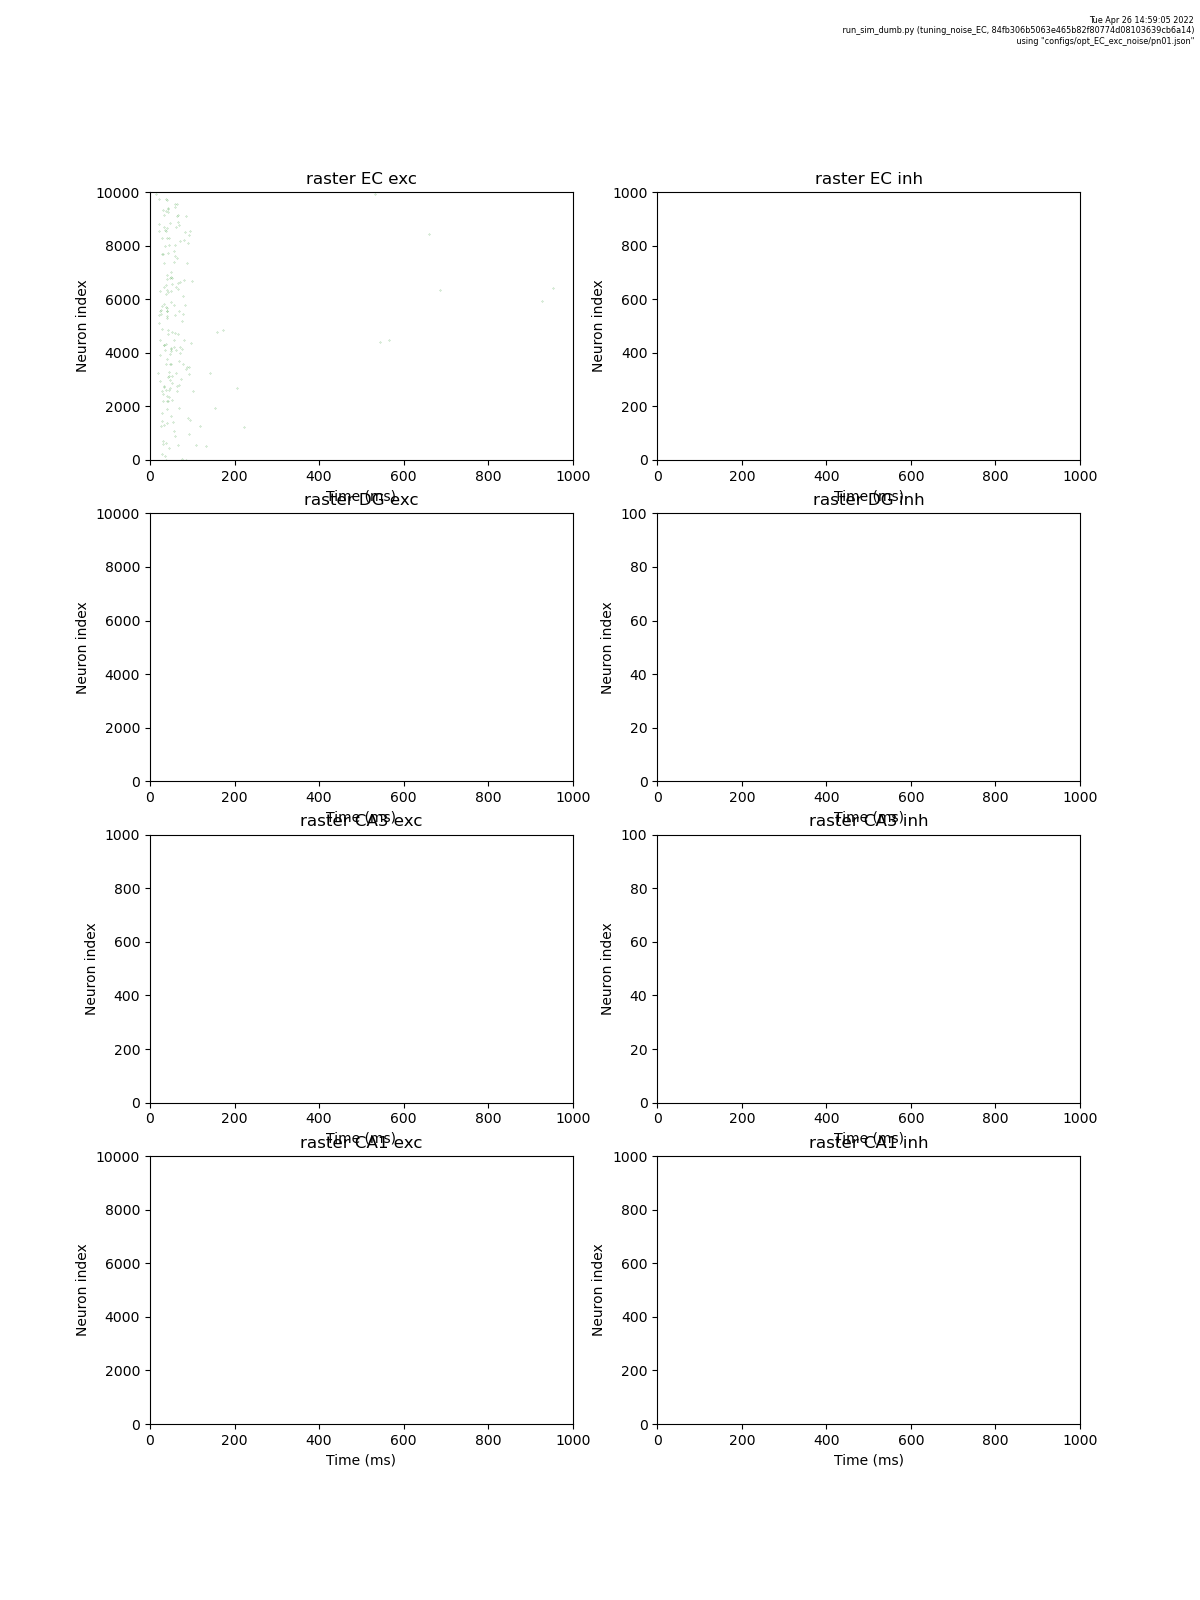 Tue Apr 26 14:59:05 2022
run_sim_dumb.py (tuning_noise_EC, 84fb306b5063e465b82f80774d08103639cb6a14)
using "configs/opt_EC_exc_noise/pn01.json"
raster EC exc
10000
8000
6000
4000
2000
0
Neuron index
0 200 400 600 800 1000
Time (ms)
raster EC inh
1000
800
600
400
200
0
Neuron index
0 200 400 600 800 1000
Time (ms)
raster DG exc
10000
8000
6000
4000
2000
0
Neuron index
0 200 400 600 800 1000
Time (ms)
raster DG inh
100
80
60
40
20
0
Neuron index
0 200 400 600 800 1000
Time (ms)
raster CA3 exc
1000
800
600
400
200
0
Neuron index
0 200 400 600 800 1000
Time (ms)
raster CA3 inh
100
80
60
40
20
0
Neuron index
0 200 400 600 800 1000
Time (ms)
raster CA1 exc
10000
8000
6000
4000
2000
0
Neuron index
0 200 400 600 800 1000
Time (ms)
raster CA1 inh
1000
800
600
400
200
0
Neuron index
0 200 400 600 800 1000
Time (ms)